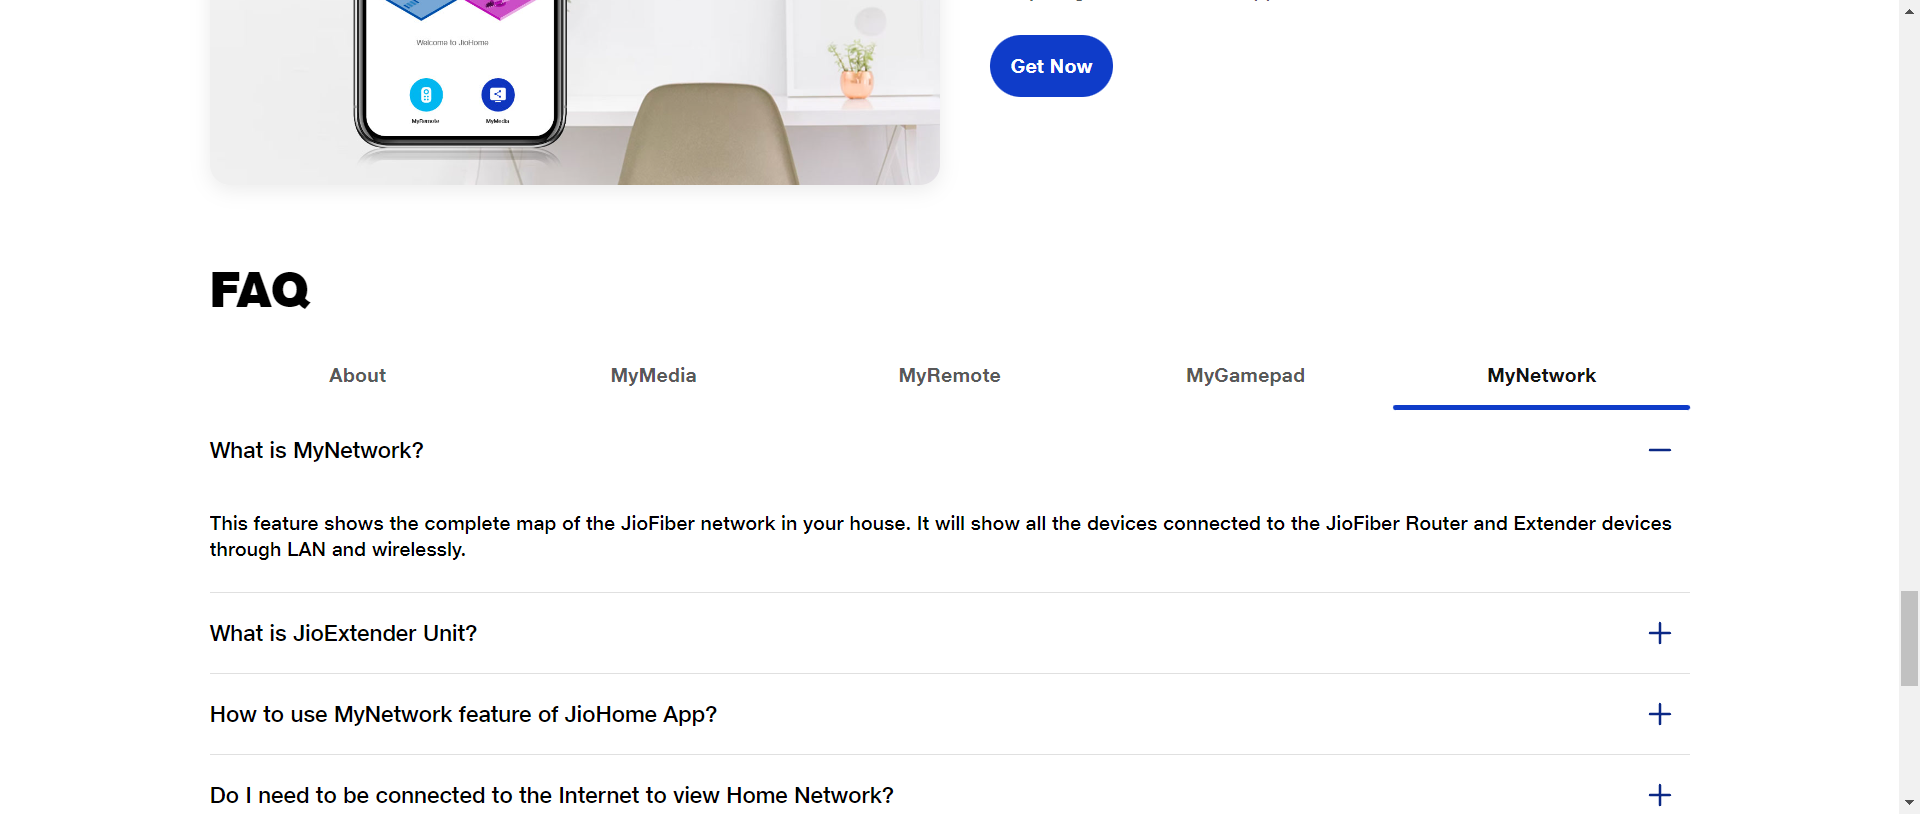 Welcome to JioHome
MyRemote
MyMedia
Get Now
FAQ
About
MyMedia
MyRemote
MyGamepad
MyNetwork
What is MyNetwork?
This feature shows the complete map of the JioFiber network in your house. It will show all the devices connected to the JioFiber Router and Extender devices
through LAN and wirelessly.
What is JioExtender Unit?
How to use MyNetwork feature of JioHome App?
Do I need to be connected to the Internet to view Home Network?